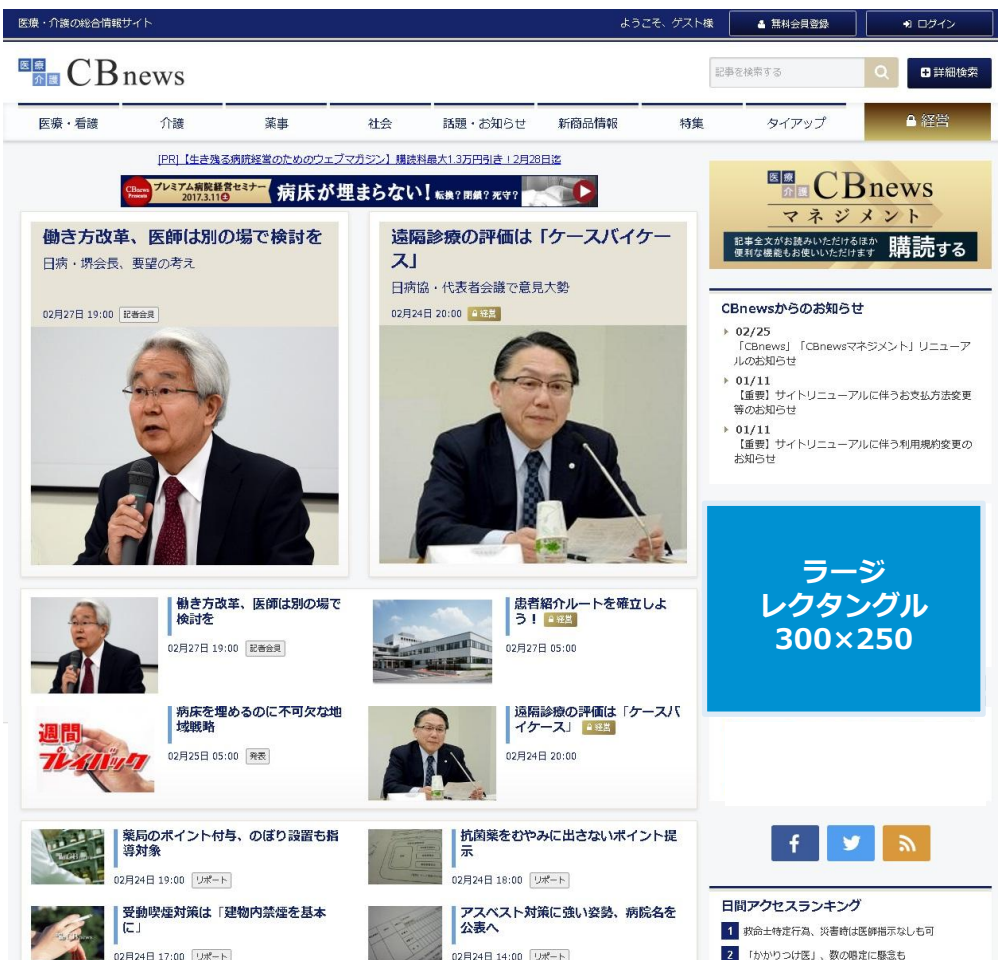 医療・介護の総合情報サイト
ようこそ、ゲスト様
無料会員登録
ログイン
医療
介護
CBnews
記事を検索する
詳細検索
医療・看護
介護
薬事
社会
話題・お知らせ
新商品情報
特集
タイアップ
経営
[PR]【生き残る病院経営のためのウェブマガジン】購読料最大1.3万円引き！2月28日迄
CBnews
Presents
プレミアム病院経営セミナー
2017.3.11土
病床が埋まらない！転換？閉鎖？死守？
働き方改革、医師は別の場で検討を
日病・堺会長、要望の考え
02月27日 19:00 記者会見
遠隔診療の評価は「ケースバイケー
ス」
日病協・代表者会議で意見大勢
02月24日 20:00 経営
働き方改革、医師は別の場で
検討を
02月27日 19:00 記者会見
患者紹介ルートを確立しよ
う！ 経営
02月27日 05:00
週間
プレイバック
病床を埋めるのに不可欠な地
域戦略
02月25日 05:00 発表
遠隔診療の評価は「ケースバ
イケース」 経営
02月24日 20:00
薬局のポイント付与、のぼり設置も指
導対象
02月24日 19:00 リポート
抗菌薬をむやみに出さないポイント提
示
02月24日 18:00 リポート
受動喫煙対策は「建物内禁煙を基本
に」
02月24日 17:00 リポート
アスベスト対策に強い姿勢、病院名を
公表へ
02月24日 14:00 リポート
医療
介護
CBnews
マネジメント
記事全文がお読みいただけるほか
便利な機能もお使いいただけます
購読する
CBnewsからのお知らせ
02/25
「CBnews」「CBnewsマネジメント」リニューア
ルのお知らせ
01/11
【重要】サイトリニューアルに伴うお支払方法変更
等のお知らせ
01/11
【重要】サイトリニューアルに伴う利用規約変更の
お知らせ
ラージ
レクタングル
300×250
日間アクセスランキング
1 救命士特定行為、災害時は医師指示なしも可
2 「かかりつけ医」、数の限定に懸念も